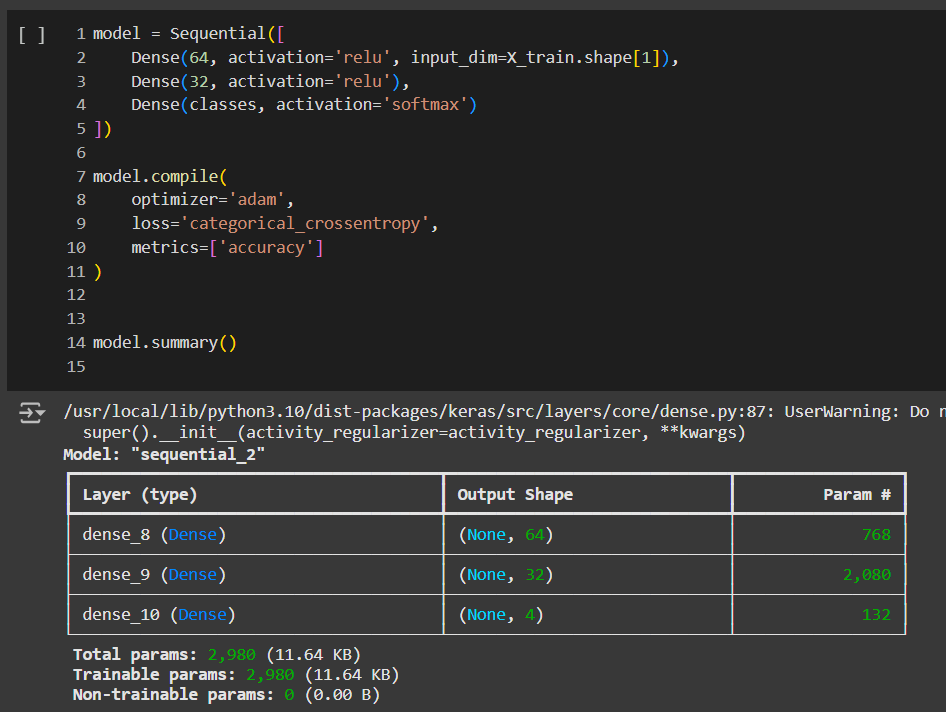 [ ]
1 model = Sequential([
2     Dense(64, activation='relu', input_dim=X_train.shape[1]),
3     Dense(32, activation='relu'),
4     Dense(classes, activation='softmax')
5 ])
6
7 model.compile(
8     optimizer='adam',
9     loss='categorical_crossentropy',
10     metrics=['accuracy']
11 )
12
13
14 model.summary()
15
/usr/local/lib/python3.10/dist-packages/keras/src/layers/core/dense.py:87: UserWarning: Do
  super().__init__(activity_regularizer=activity_regularizer, **kwargs)
Model: "sequential_2"
Layer (type) Output Shape Param #
dense_8 (Dense) (None, 64) 768
dense_9 (Dense) (None, 32) 2,080
dense_10 (Dense) (None, 4) 132
Total params: 2,980 (11.64 KB)
Trainable params: 2,980 (11.64 KB)
Non-trainable params: 0 (0.00 B)